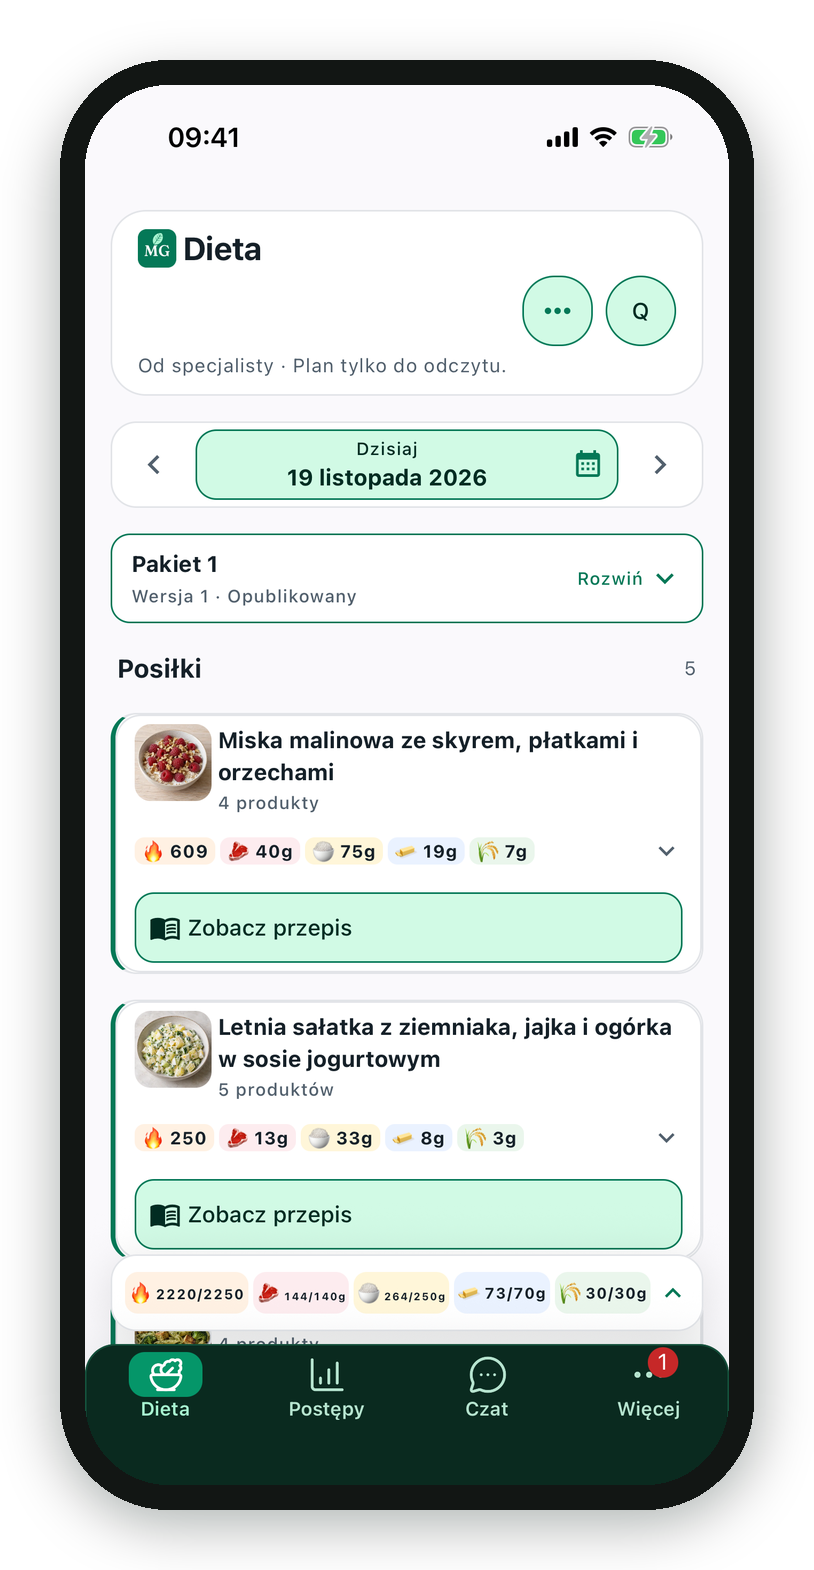 09:41
MG Dieta
Q
Od specjalisty · Plan tylko do odczytu.
Dzisiaj
19 listopada 2026
Pakiet 1
Wersja 1 · Opublikowany
Rozwiń
Posiłki
5
Miska malinowa ze skyrem, płatkami i
orzechami
4 produkty
609 40g 75g 19g 7g
Zobacz przepis
Letnia sałatka z ziemniaka, jajka i ogórka
w sosie jogurtowym
5 produktów
250 13g 33g 8g 3g
Zobacz przepis
2220/2250 144/140g 264/250g 73/70g 30/30g
4 produkty
1
Dieta Postępy Czat Więcej